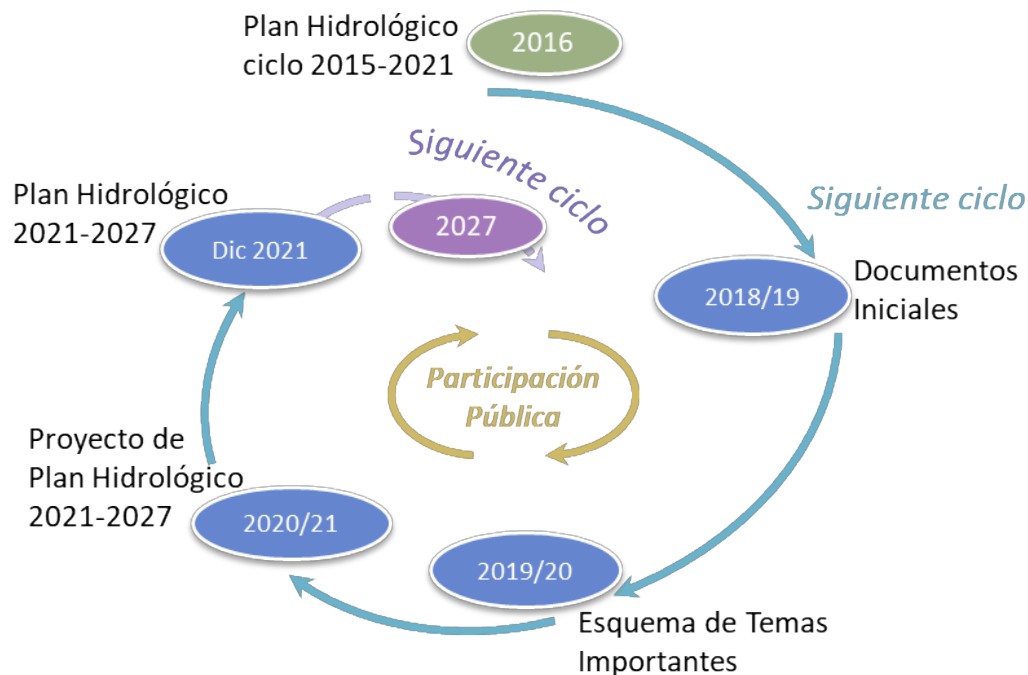 Plan Hidrológico
ciclo 2015-2021
2016
Siguiente ciclo
Siguiente ciclo
Plan Hidrológico
2021-2027
Dic 2021
2027
2018/19
Documentos
Iniciales
Participación
Pública
Proyecto de
Plan Hidrológico
2021-2027
2020/21
2019/20
Esquema de Temas
Importantes